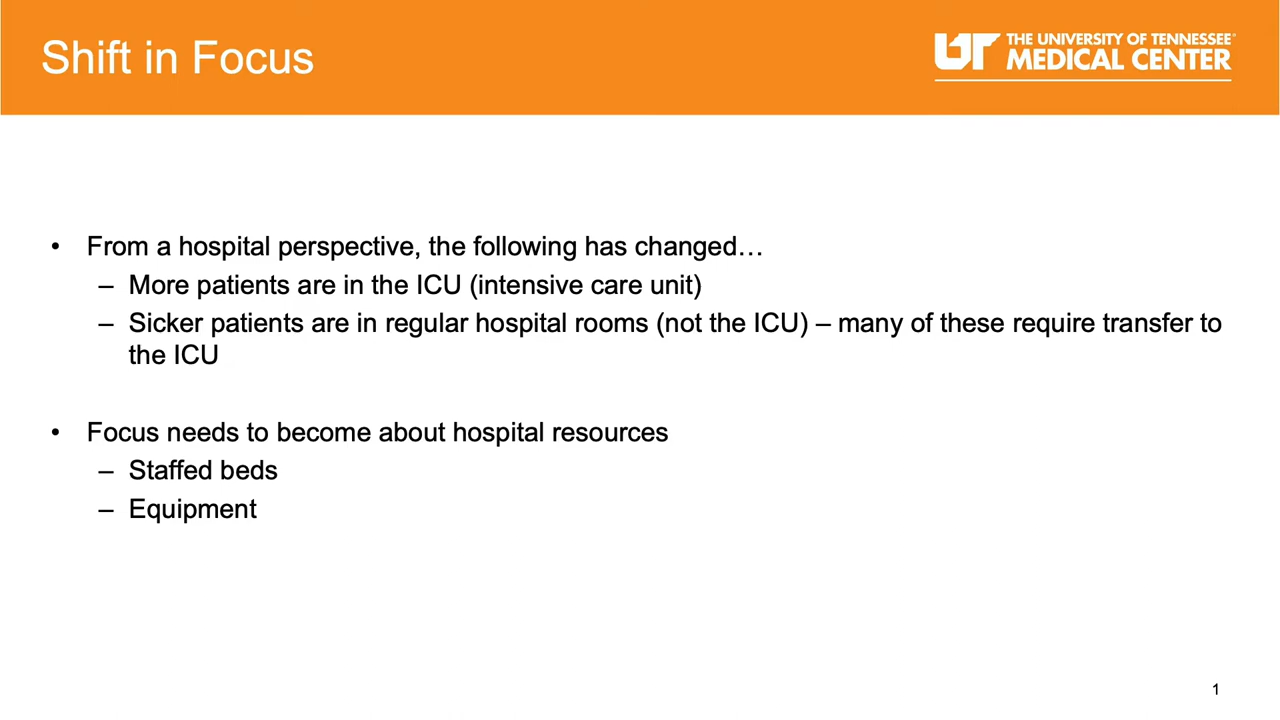 Shift in Focus
UT THE UNIVERSITY OF TENNESSEE
MEDICAL CENTER
• From a hospital perspective, the following has changed…
– More patients are in the ICU (intensive care unit)
– Sicker patients are in regular hospital rooms (not the ICU) – many of these require transfer to
the ICU
• Focus needs to become about hospital resources
– Staffed beds
– Equipment
1